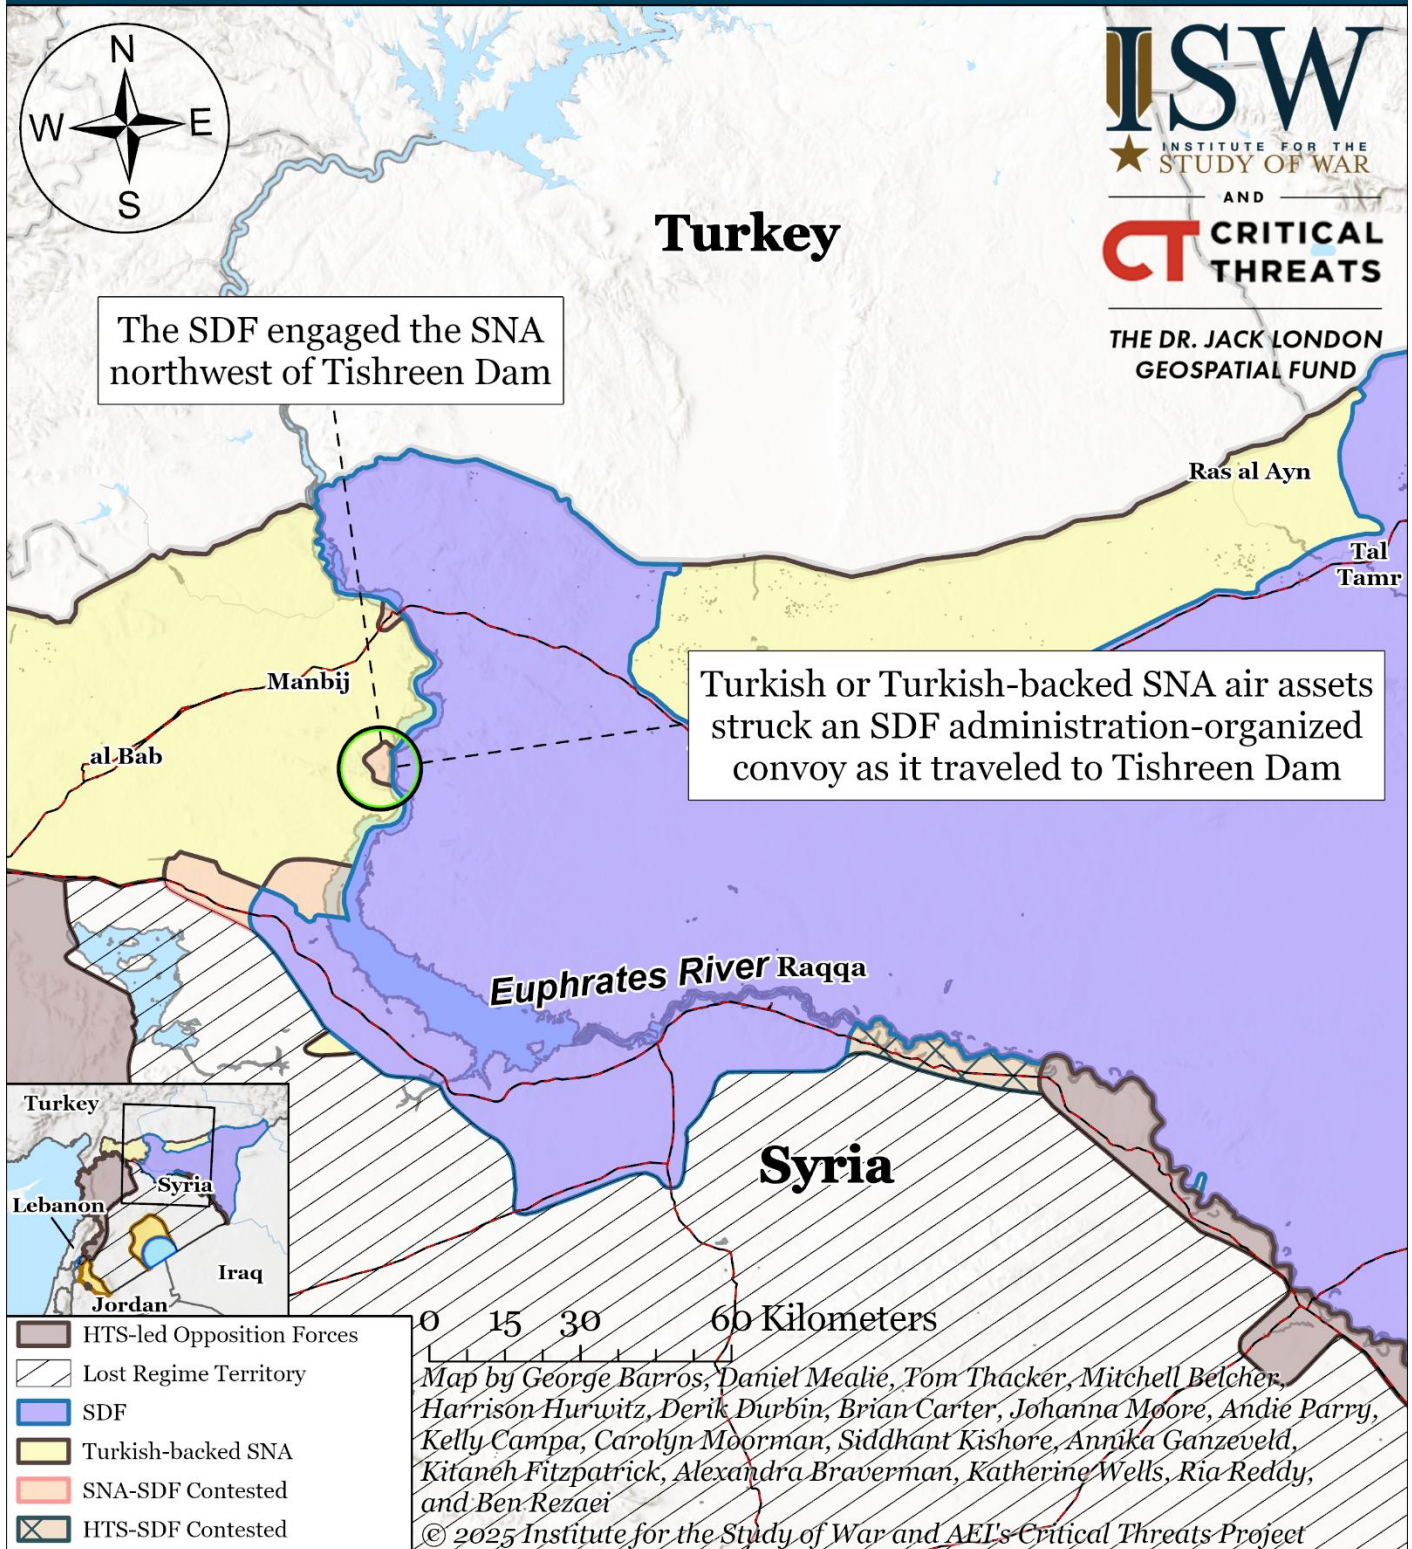 N
W
E
S
ISW
INSTITUTE FOR THE
STUDY OF WAR
AND
CT CRITICAL
THREATS
THE DR. JACK LONDON
GEOSPATIAL FUND
Turkey
The SDF engaged the SNA
northwest of Tishreen Dam
Ras al Ayn
Tal
Tamr
Manbij
al Bab
Turkish or Turkish-backed SNA air assets
struck an SDF administration-organized
convoy as it traveled to Tishreen Dam
Euphrates River
Raqqa
Syria
Turkey
Syria
Lebanon
Iraq
Jordan
HTS-led Opposition Forces
Lost Regime Territory
SDF
Turkish-backed SNA
SNA-SDF Contested
HTS-SDF Contested
0 15 30 60 Kilometers
Map by George Barros, Daniel Mealie, Tom Thacker, Mitchell Belcher,
Harrison Hurwitz, Derik Durbin, Brian Carter, Johanna Moore, Andie Parry,
Kelly Campa, Carolyn Moorman, Siddhant Kishore, Annika Ganzeveld,
Kitaneh Fitzpatrick, Alexandra Braverman, Katherine Wells, Ria Reddy,
and Ben Rezaei
© 2025 Institute for the Study of War and AEI's Critical Threats Project